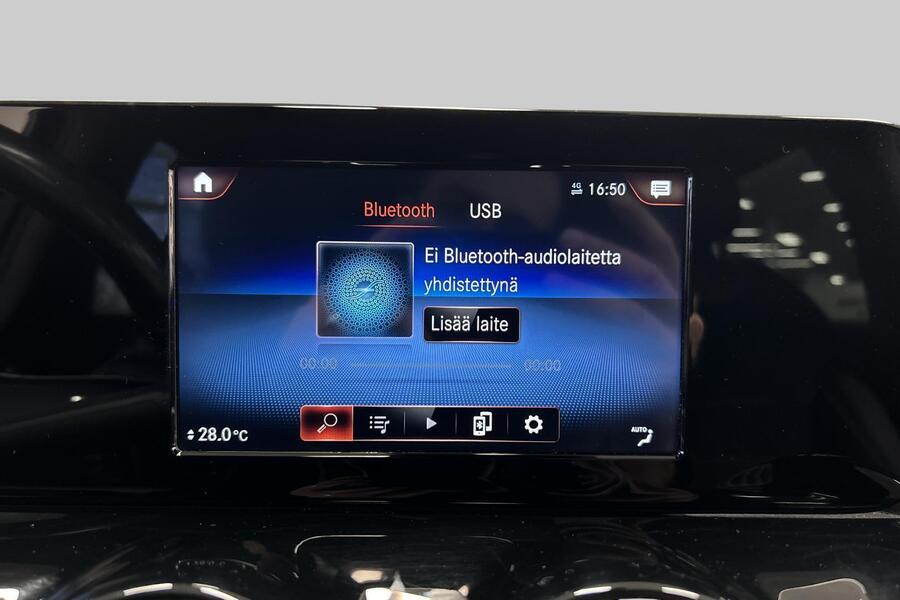 4G 16:50
Bluetooth USB
Ei Bluetooth-audiolaitetta
yhdistettynä
Lisää laite
00:00 00:00
28.0°C
AUTO